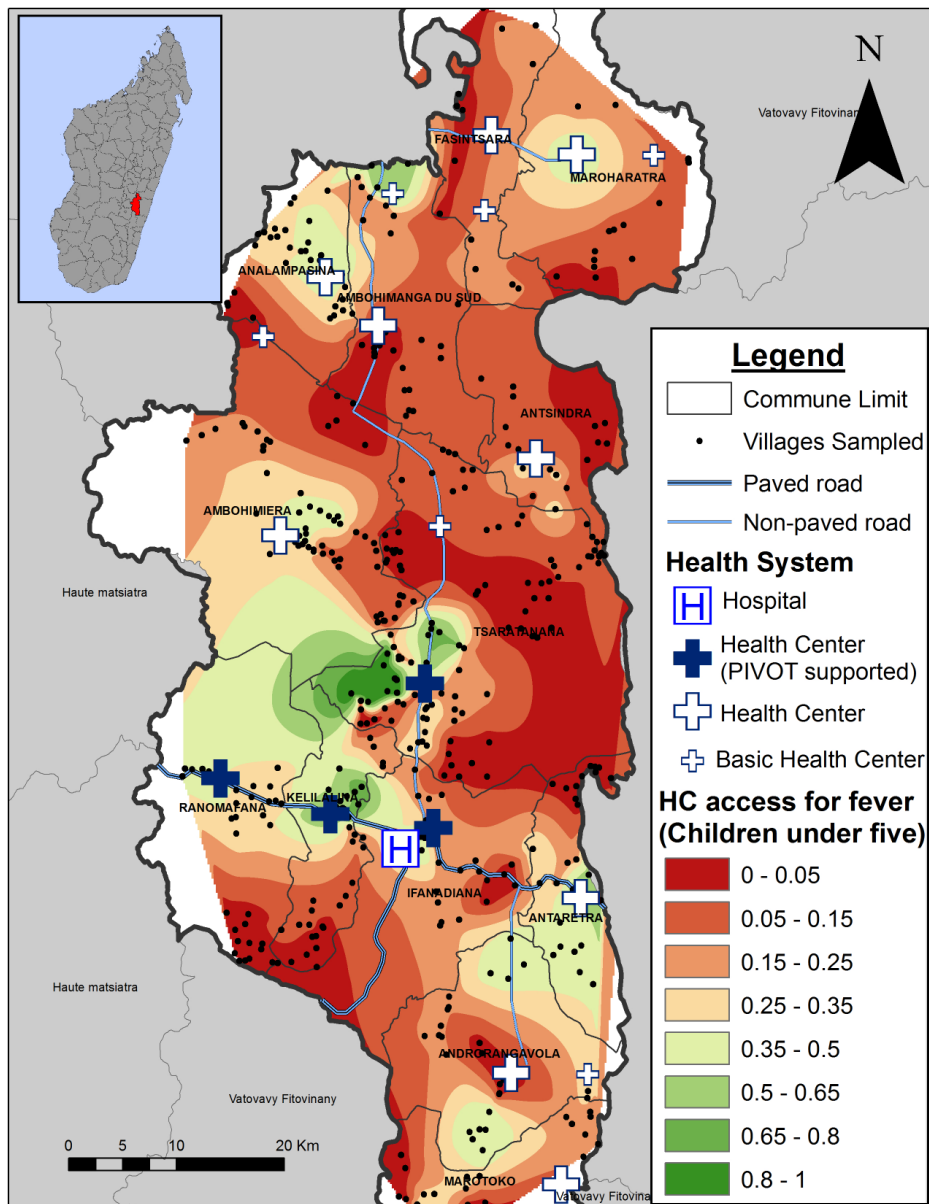 N
Vatovavy Fitovinan
FASINTSARA
MAROHARATRA
ANALAMPASINA
AMBOHIMANGA DU SUD
ANTSINDRA
AMBOHIMIERA
Haute matsiatra
TSARATANANA
RANOMAFANA
KELILALINA
H
IFANADIANA
ANTARETRA
Haute matsiatra
ANDRORANGAVOLA
Vatovavy Fitovinany
MAROTOKO
Vatovavy Fitovina
0 5 10 20 Km
Legend
Commune Limit
Villages Sampled
Paved road
Non-paved road
Health System
H
Hospital
Health Center
(PIVOT supported)
Health Center
Basic Health Center
HC access for fever
(Children under five)
0 - 0.05
0.05 - 0.15
0.15 - 0.25
0.25 - 0.35
0.35 - 0.5
0.5 - 0.65
0.65 - 0.8
0.8 - 1